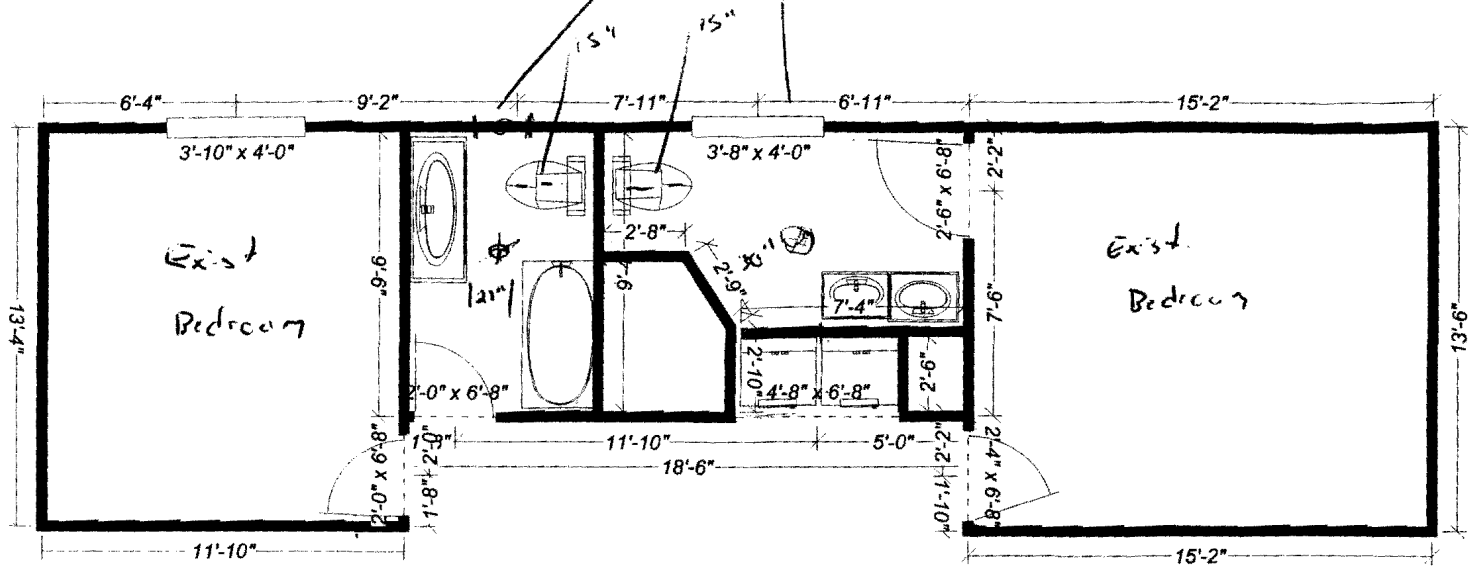 15"
15"
6'-4"
9'-2"
7'-11"
6'-11"
15'-2"
3'-10" x 4'-0"
3'-8" x 4'-0"
2'-6" x 6'-8"
2'-2"
Exist
Bedroom
9'-6"
|21"|
2'-8"
2'-9"
9'-4"
7'-4"
7'-9"
Exist.
Bedroom
13'-4"
13'-9"
2'-0" x 6'-8"
2'-10"
4'-8" x 6'-8"
2'-6"
11'-10"
5'-0"
18'-6"
2'-0" x 6'-8"
2'-0"
1'-8"
2'-2"
1'-10"
2'-4" x 6'-8"
11'-10"
15'-2"